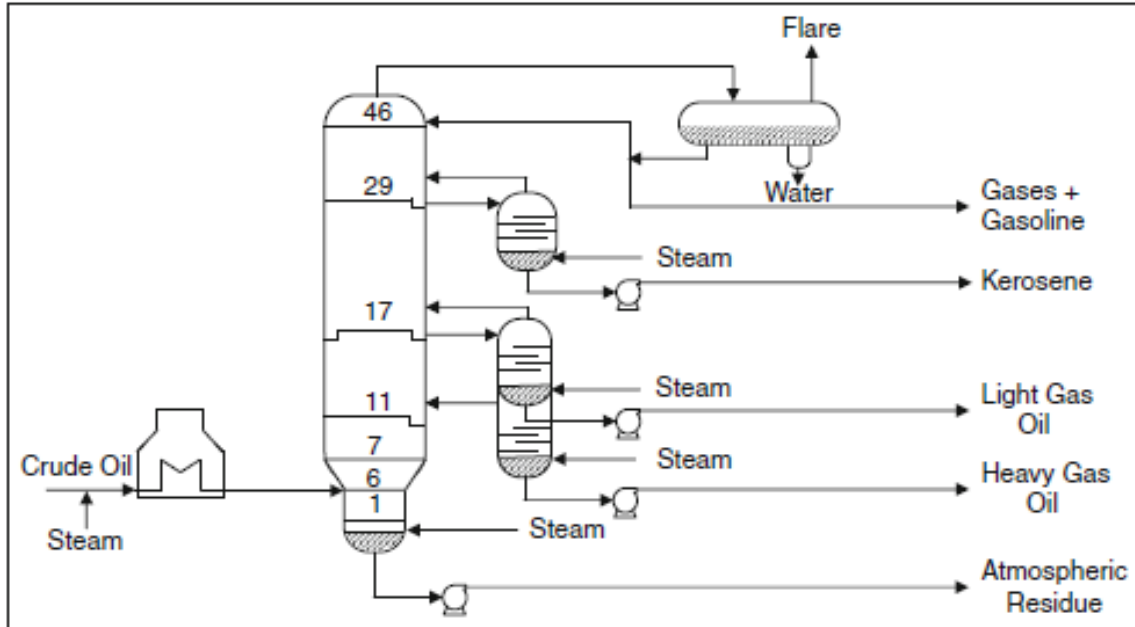 Flare
46
29
Water
Gases +
Gasoline
Steam
Kerosene
17
Steam
11
Light Gas
Oil
7
Crude Oil
Steam
6
Heavy Gas
Oil
1
Steam
Steam
Atmospheric
Residue